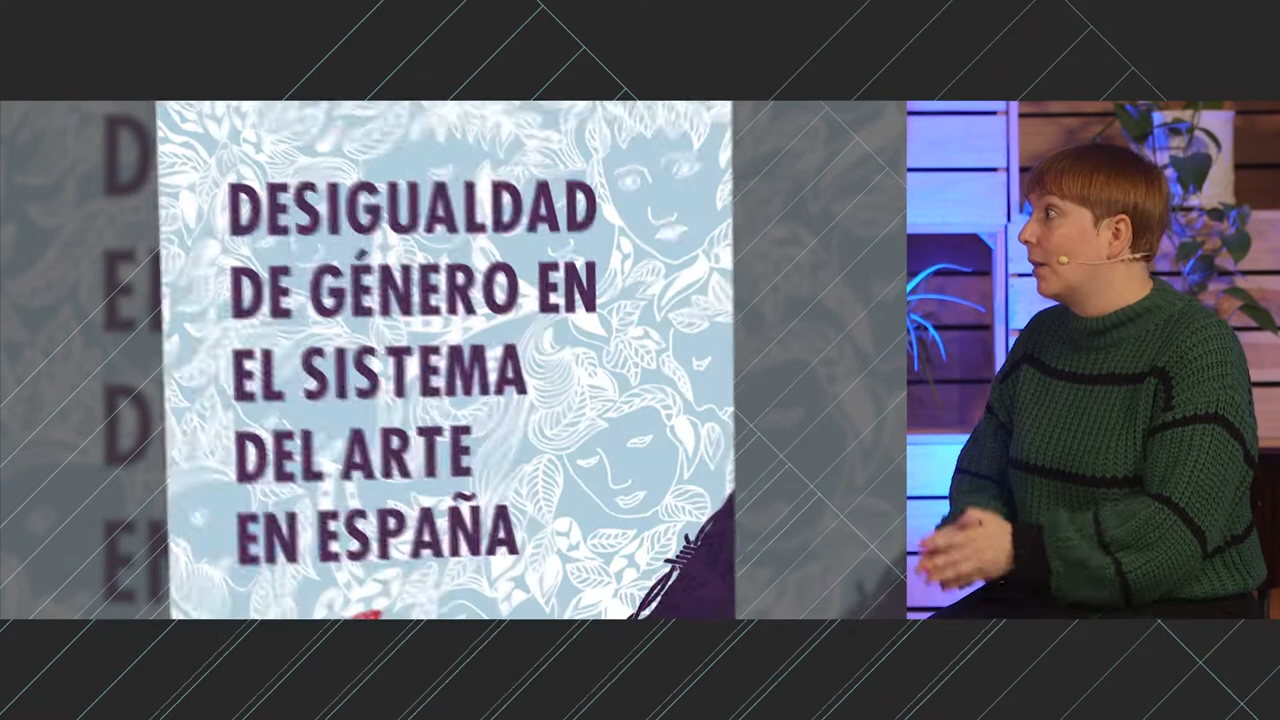 DESIGUALDAD
DE GÉNERO EN
EL SISTEMA
DEL ARTE
EN ESPAÑA